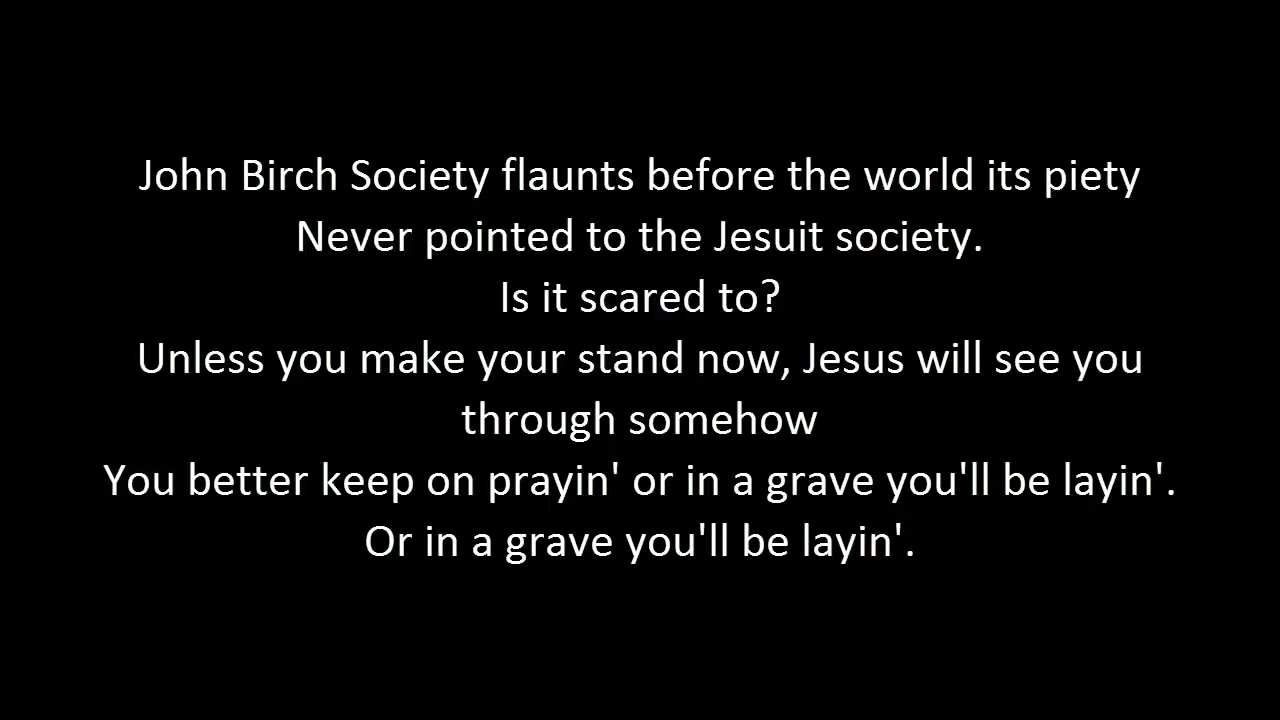 John Birch Society flaunts before the world its piety
Never pointed to the Jesuit society.
Is it scared to?
Unless you make your stand now, Jesus will see you
through somehow
You better keep on prayin' or in a grave you'll be layin'.
Or in a grave you'll be layin'.